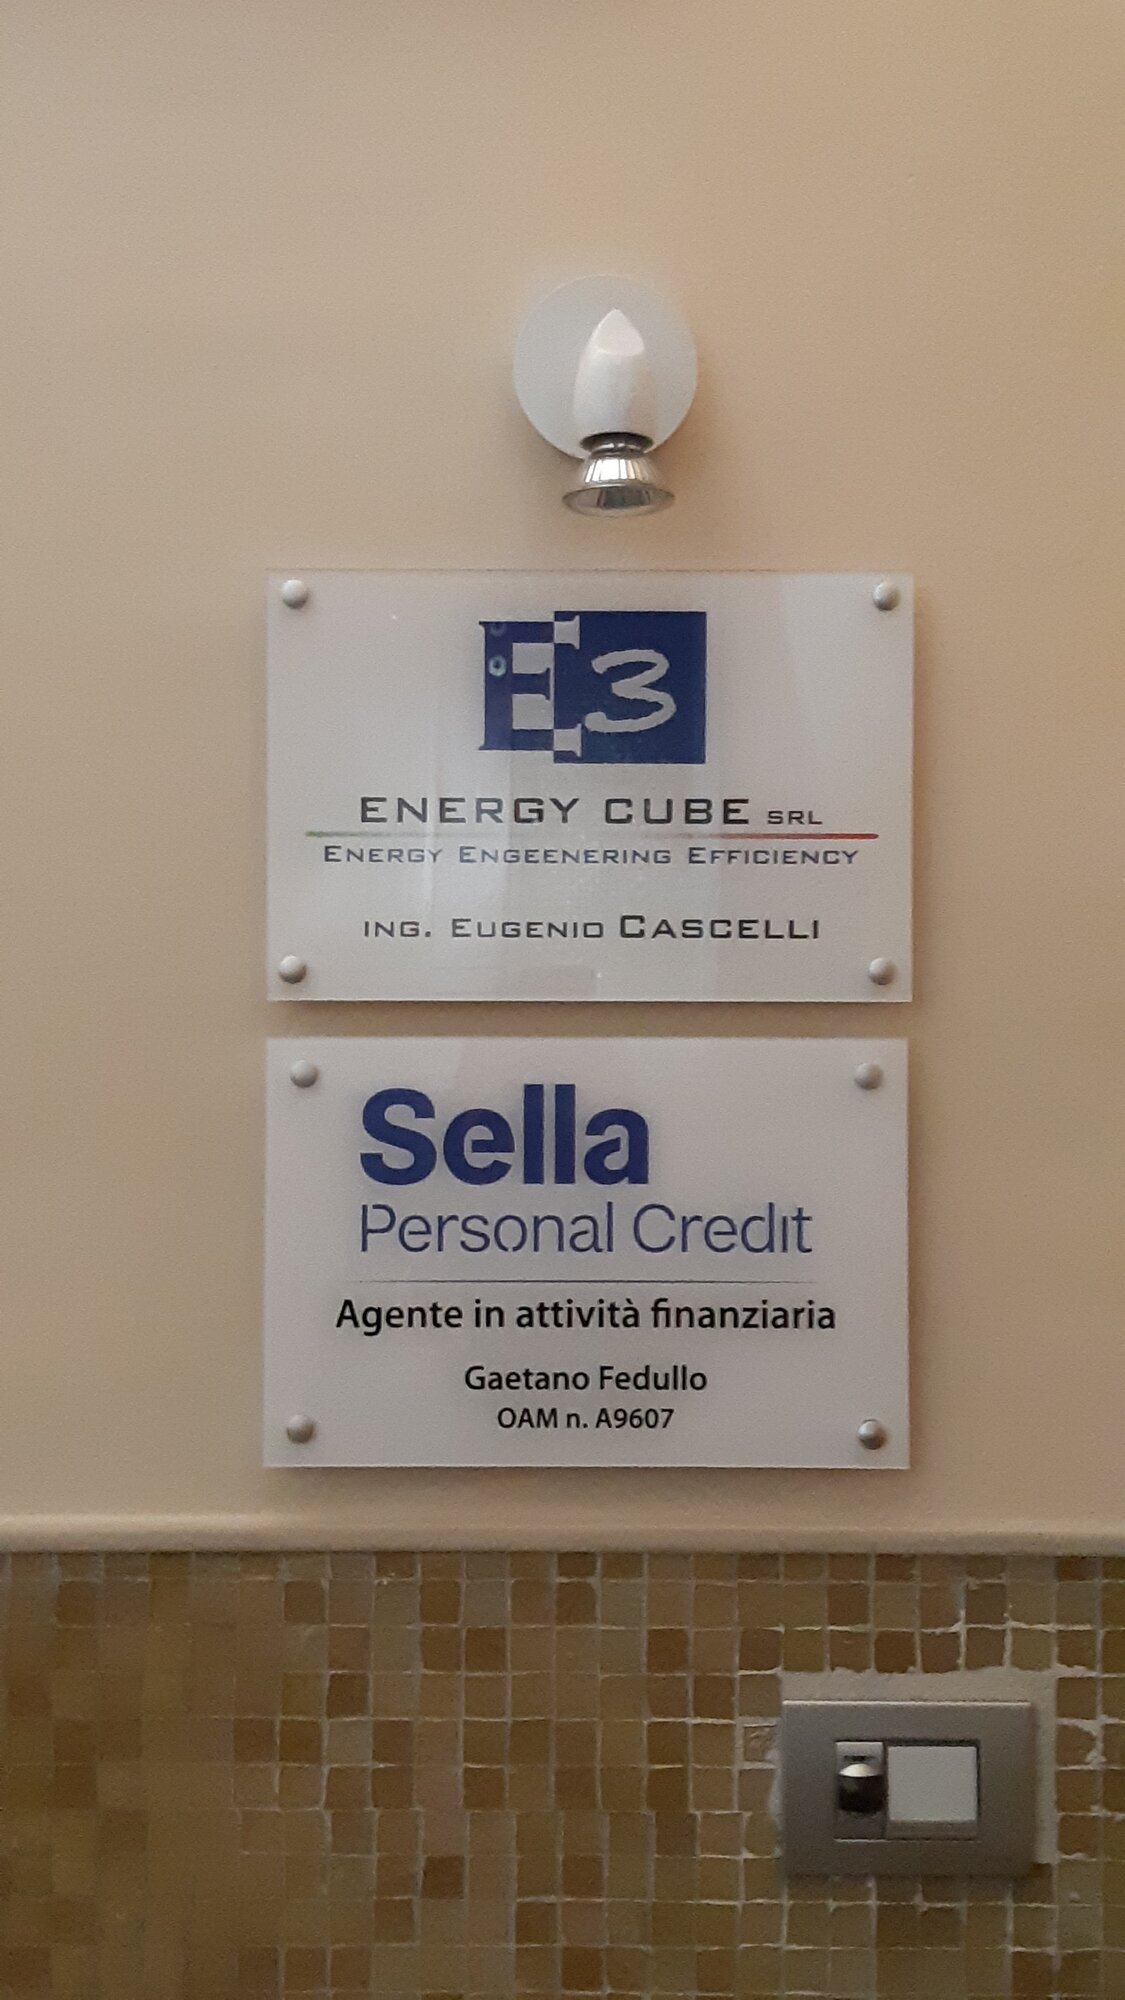 E3
ENERGY CUBE SRL
ENERGY ENGEENERING EFFICIENCY
ING. EUGENIO CASCELLI
Sella
Personal Credit
Agente in attività finanziaria
Gaetano Fedullo
OAM n. A9607